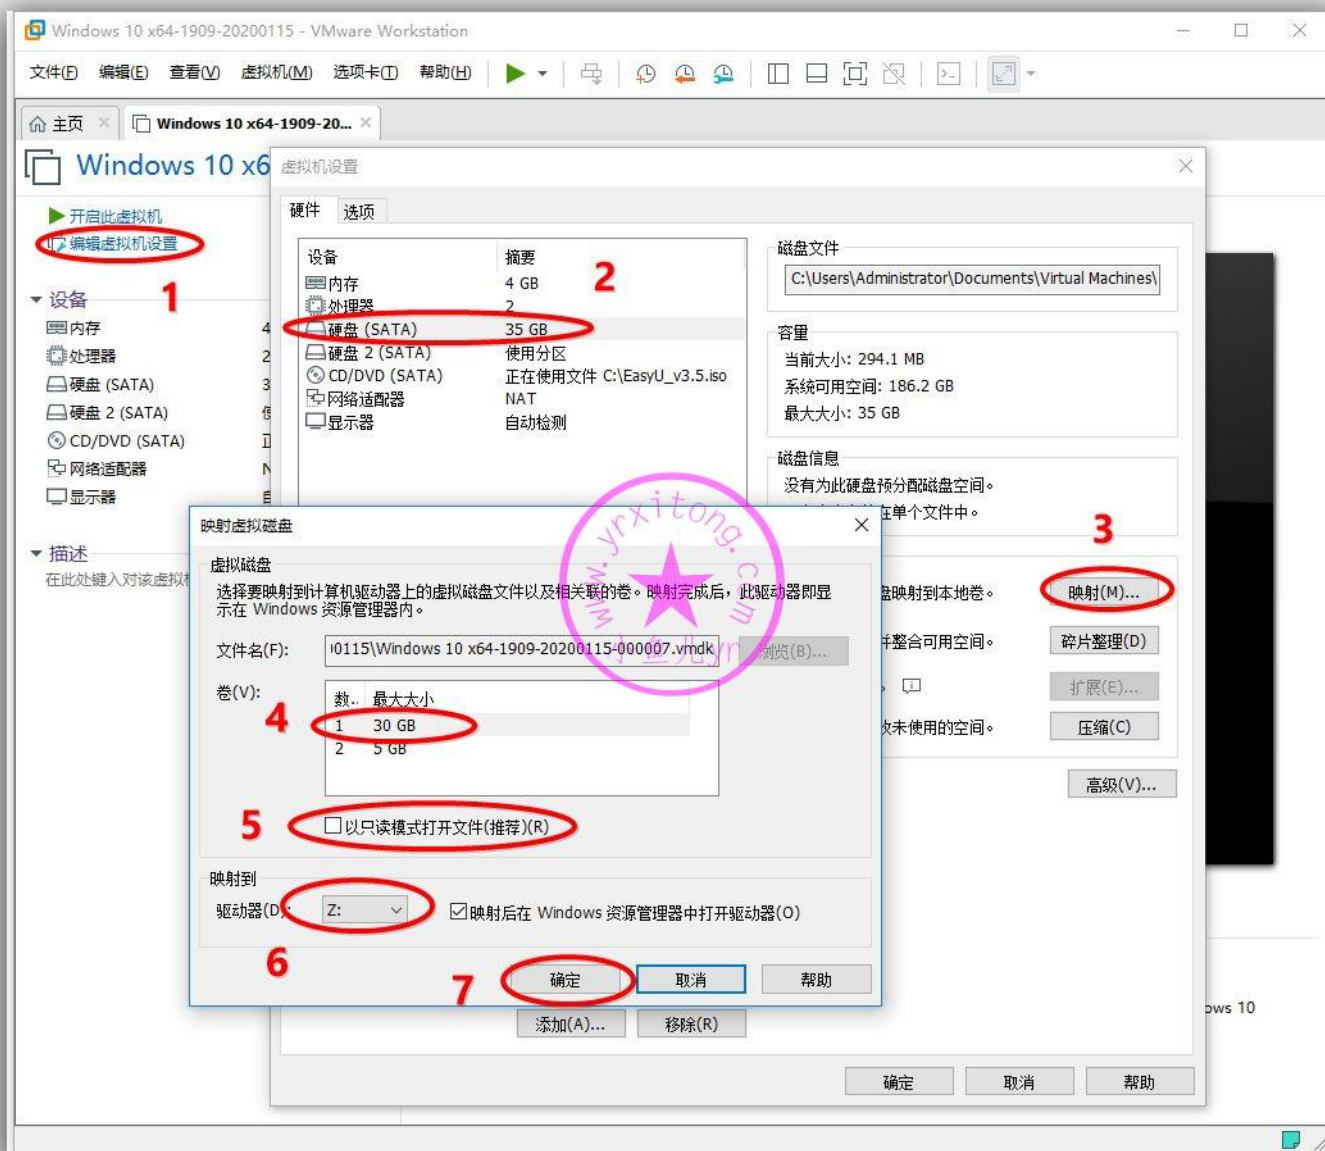 Windows 10 x64-1909-20200115 - VMware Workstation
文件(F) 编辑(E) 查看(V) 虚拟机(M) 选项卡(T) 帮助(H)
主页 Windows 10 x64-1909-20...
Windows 10 x6
开启此虚拟机
编辑虚拟机设置
1
设备
内存 4
处理器 2
硬盘 (SATA) 3
硬盘 2 (SATA)
CD/DVD (SATA)
网络适配器 N
显示器
描述
在此处键入对该虚拟机
虚拟机设置
硬件 选项
设备 摘要
2
内存 4 GB
处理器 2
硬盘 (SATA) 35 GB
硬盘 2 (SATA) 使用分区
CD/DVD (SATA) 正在使用文件 C:\EasyU_v3.5.iso
网络适配器 NAT
显示器 自动检测
磁盘文件
C:\Users\Administrator\Documents\Virtual Machines\
容量
当前大小: 294.1 MB
系统可用空间: 186.2 GB
最大大小: 35 GB
磁盘信息
没有为此硬盘预分配磁盘空间。
在单个文件中。
3
盘映射到本地卷。 映射(M)...
并整合可用空间。 碎片整理(D)
扩展(E)...
未使用的空间。 压缩(C)
高级(V)...
映射虚拟磁盘
虚拟磁盘
选择要映射到计算机驱动器上的虚拟磁盘文件以及相关联的卷。映射完成后，此驱动器即显
示在 Windows 资源管理器内。
文件名(F): 0115\Windows 10 x64-1909-20200115-000007.vmdk 浏览(B)...
卷(V):
数.. 最大大小
4
1 30 GB
2 5 GB
5
以只读模式打开文件(推荐)(R)
映射到
驱动器(D): Z: 映射后在 Windows 资源管理器中打开驱动器(O)
6
7
确定 取消 帮助
添加(A)... 移除(R)
ows 10
确定 取消 帮助
www.yrxitong.com
小鱼儿yr